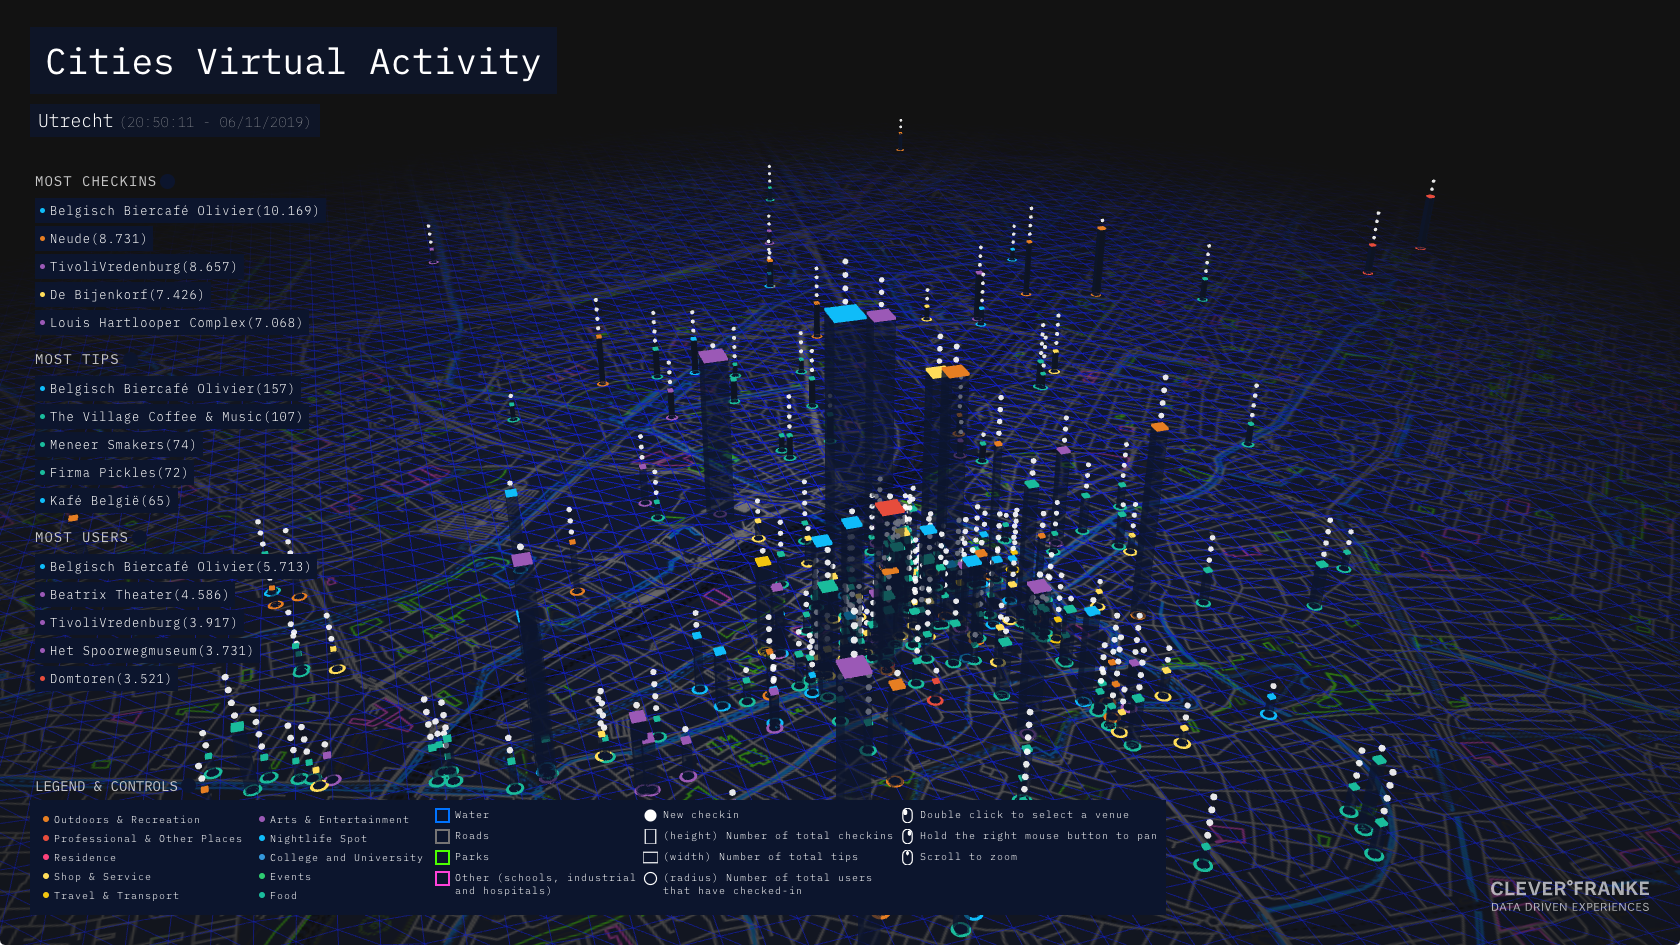 Cities Virtual Activity
Utrecht (20:50:11 - 06/11/2019)
MOST CHECKINS
Belgisch Biercafé Olivier(10.169)
Neude(8.731)
TivoliVredenburg(8.657)
De Bijenkorf(7.426)
Louis Hartlooper Complex(7.068)
MOST TIPS
Belgisch Biercafé Olivier(157)
The Village Coffee & Music(107)
Meneer Smakers(74)
Firma Pickles(72)
Kafé België(65)
MOST USERS
Belgisch Biercafé Olivier(5.713)
Beatrix Theater(4.586)
TivoliVredenburg(3.917)
Het Spoorwegmuseum(3.731)
Domtoren(3.521)
LEGEND & CONTROLS
Outdoors & Recreation
Professional & Other Places
Residence
Shop & Service
Travel & Transport
Arts & Entertainment
Nightlife Spot
College and University
Events
Food
Water
Roads
Parks
Other (schools, industrial
and hospitals)
New checkin
(height) Number of total checkins
(width) Number of total tips
(radius) Number of total users
that have checked-in
Double click to select a venue
Hold the right mouse button to pan
Scroll to zoom
CLEVER°FRANKE
DATA DRIVEN EXPERIENCES